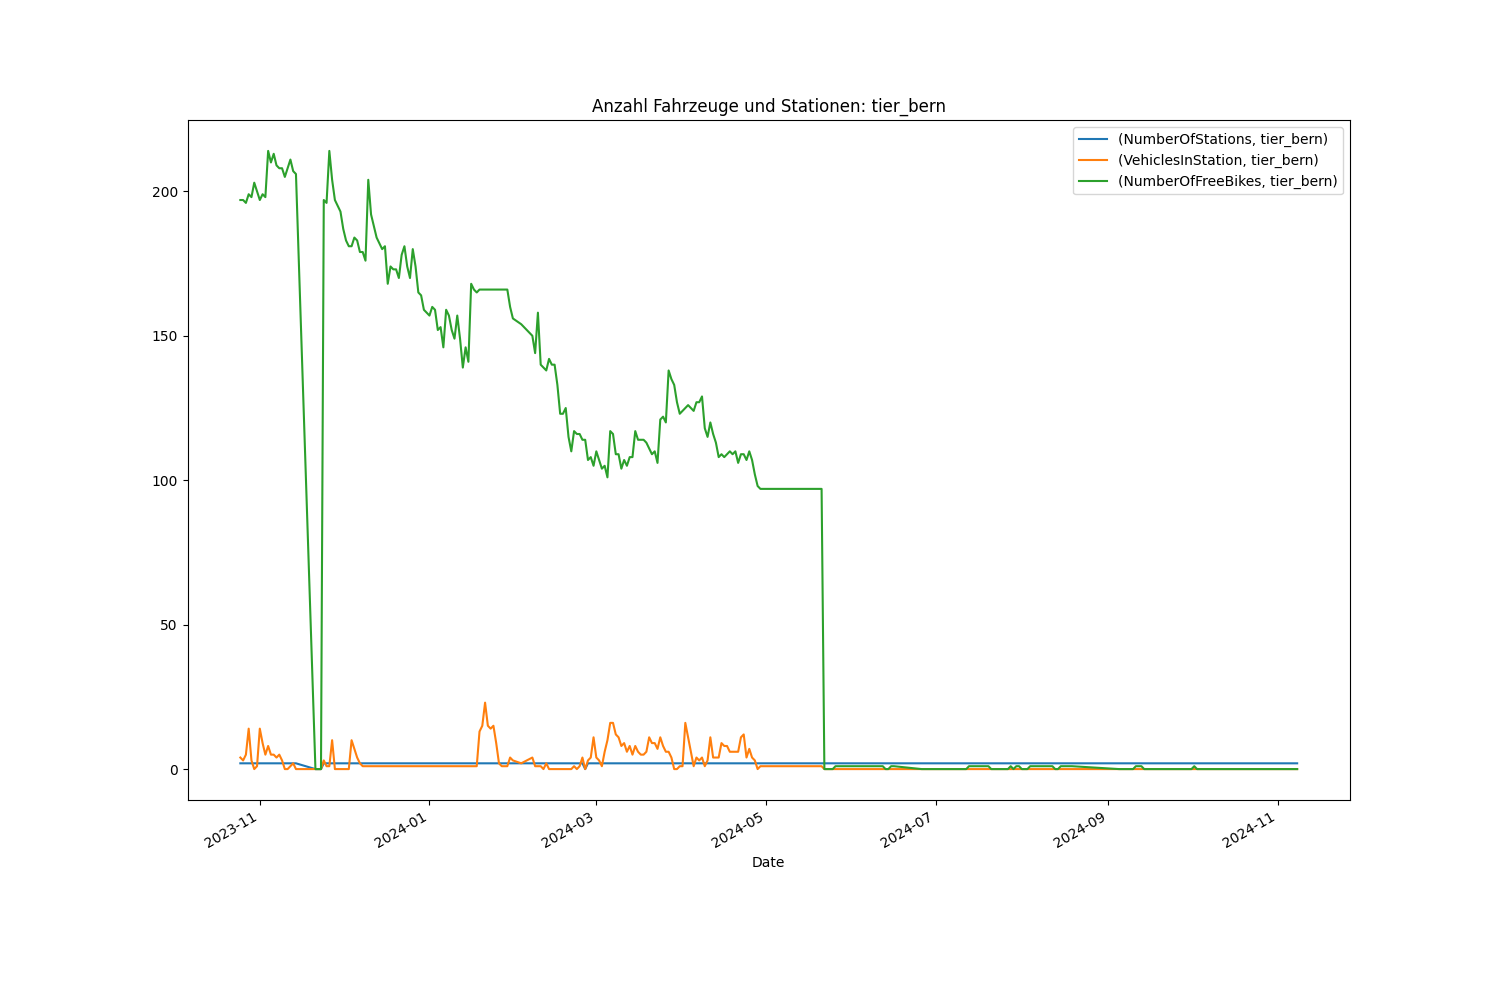 Anzahl Fahrzeuge und Stationen: tier_bern
(NumberOfStations, tier_bern)
(VehiclesInStation, tier_bern)
(NumberOfFreeBikes, tier_bern)
200
150
100
50
0
2023-11
2024-01
2024-03
2024-05
2024-07
2024-09
2024-11
Date